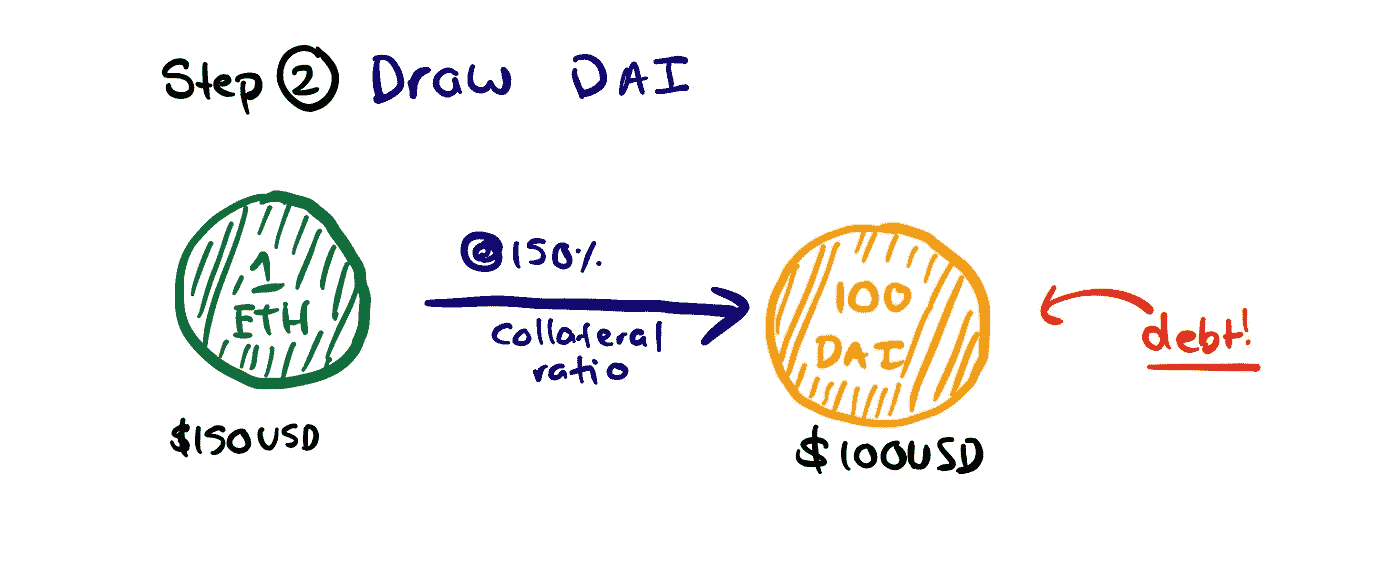 Step 2 Draw DAI
1
ETH
$150USD
@150%
collateral
ratio
100
DAI
$100USD
debt!